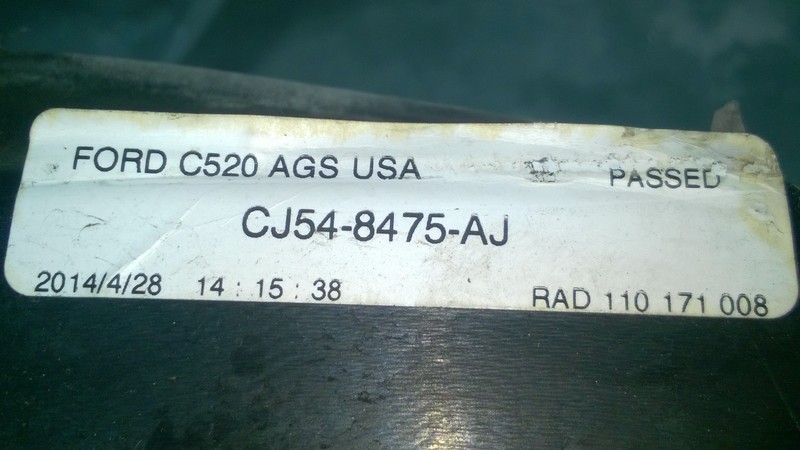 FORD C520 AGS USA PASSED
CJ54-8475-AJ
2014/4/28 14 : 15 : 38 RAD 110 171 008